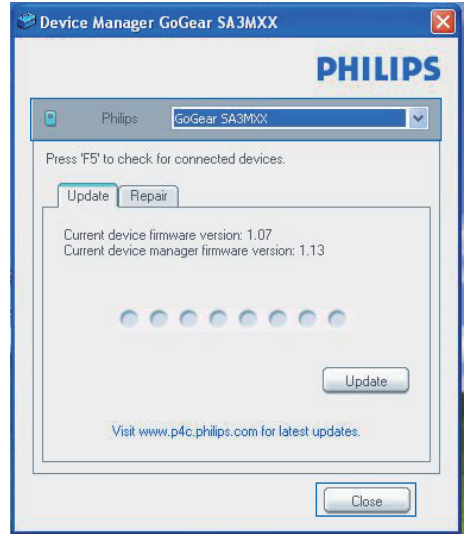 Device Manager GoGear SA3MXX
PHILIPS
Philips GoGear SA3MXX
Press 'F5' to check for connected devices.
Update Repair
Current device firmware version: 1.07
Current device manager firmware version: 1.13
Update
Visit www.p4c.philips.com for latest updates.
Close